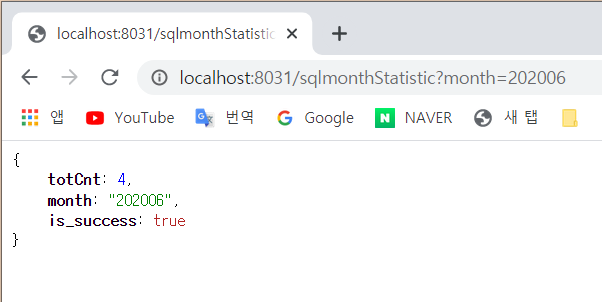 localhost:8031/sqlmonthStatistic
localhost:8031/sqlmonthStatistic?month=202006
앱 YouTube 번역 Google NAVER 새 탭
{
totCnt: 4,
month: "202006",
is_success: true
}